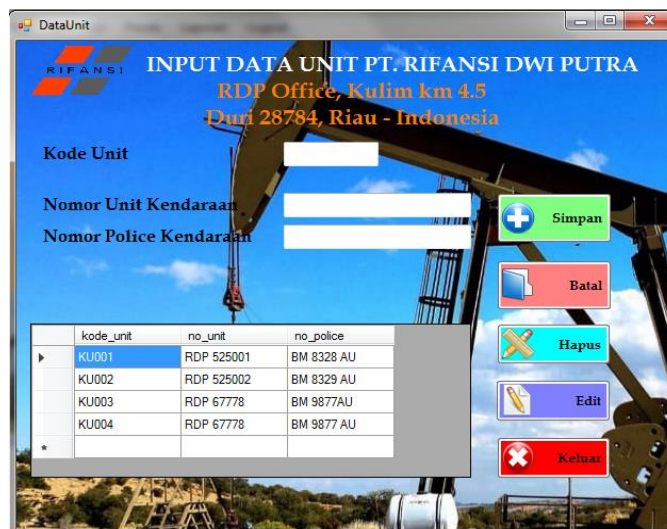 DataUnit
RIFANSI
INPUT DATA UNIT PT. RIFANSI DWI PUTRA
RDP Office, Kulim km 4.5
Duri 28784, Riau - Indonesia
Kode Unit
Nomor Unit Kendaraan
Nomor Police Kendaraan
Simpan
Batal
Hapus
Edit
Keluar
kode_unit no_unit no_police
KU001 RDP 525001 BM 8328 AU
KU002 RDP 525002 BM 8329 AU
KU003 RDP 67778 BM 9877AU
KU004 RDP 67778 BM 9877 AU